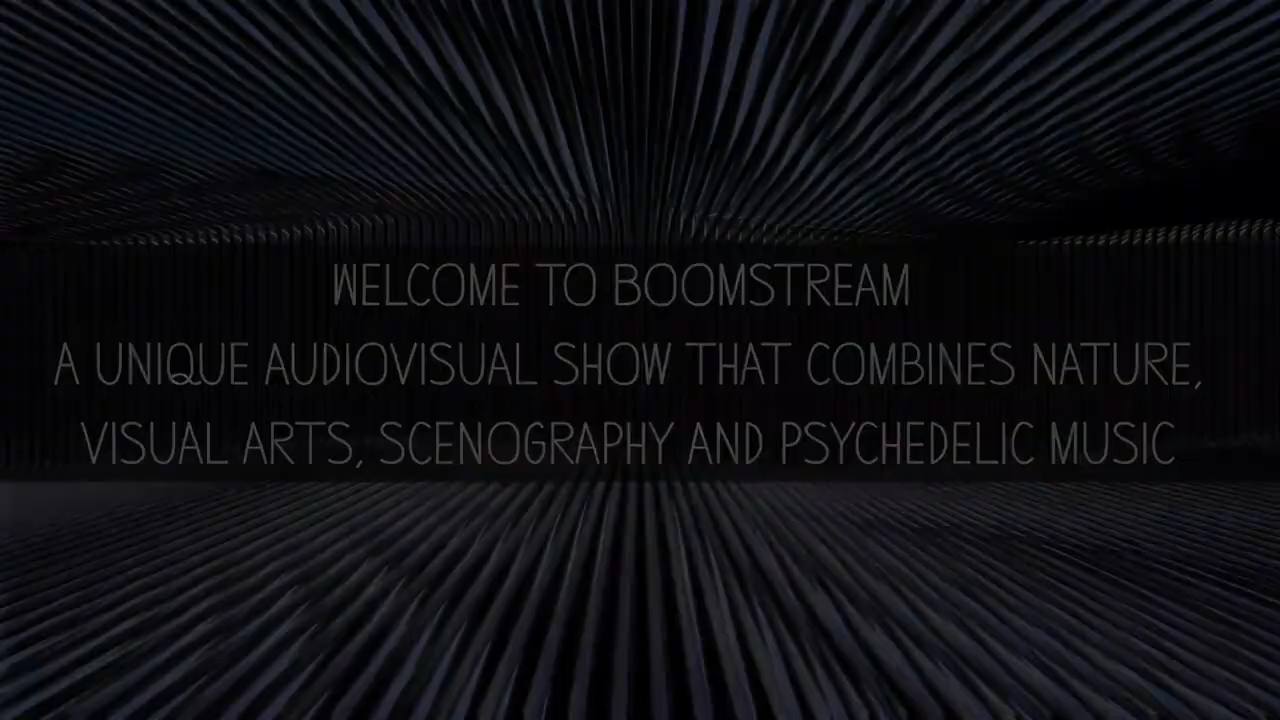 WELCOME TO BOOMSTREAM
A UNIQUE AUDIOVISUAL SHOW THAT COMBINES NATURE,
VISUAL ARTS, SCENOGRAPHY AND PSYCHEDELIC MUSIC